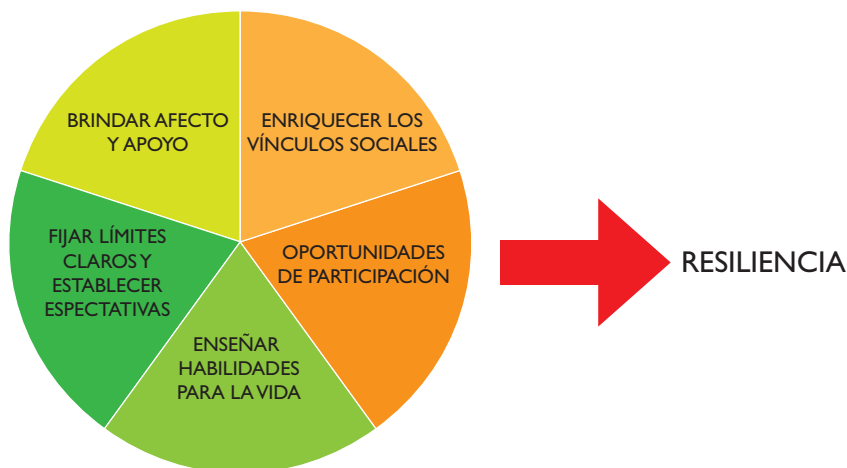 BRINDAR AFECTO
Y APOYO
ENRIQUECER LOS
VÍNCULOS SOCIALES
FIJAR LÍMITES
CLAROS Y
ESTABLECER
ESPECTATIVAS
OPORTUNIDADES
DE PARTICIPACIÓN
ENSEÑAR
HABILIDADES
PARA LA VIDA
RESILIENCIA